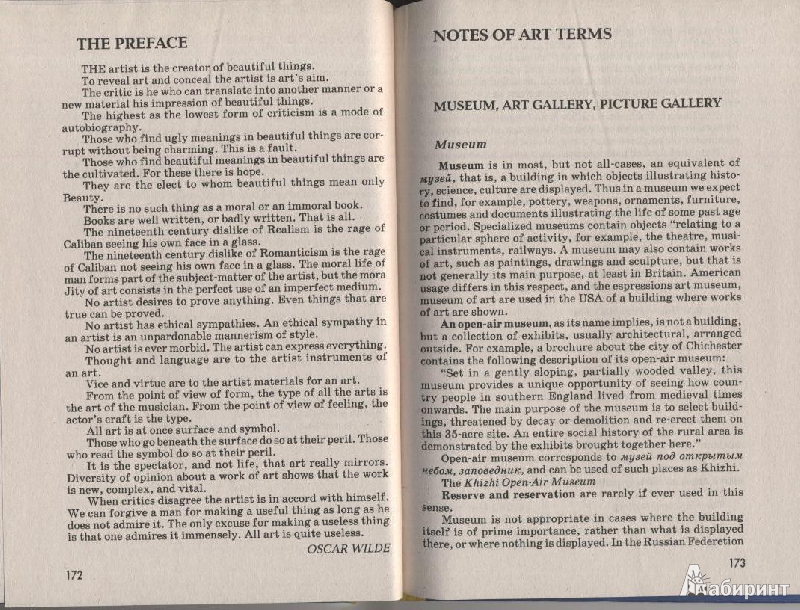 THE PREFACE
THE artist is the creator of beautiful things.
To reveal art and conceal the artist is art's aim.
The critic is he who can translate into another manner or a
new material his impression of beautiful things.
The highest as the lowest form of criticism is a mode of
autobiography.
Those who find ugly meanings in beautiful things are cor-
rupt without being charming. This is a fault.
Those who find beautiful meanings in beautiful things are
the cultivated. For these there is hope.
They are the elect to whom beautiful things mean only
Beauty.
There is no such thing as a moral or an immoral book.
Books are well written, or badly written. That is all.
The nineteenth century dislike of Realism is the rage of
Caliban seeing his own face in a glass.
The nineteenth century dislike of Romanticism is the rage
of Caliban not seeing his own face in a glass. The moral life of
man forms part of the subject-matter of the artist, but the mora
Jity of art consists in the perfect use of an imperfect medium.
No artist desires to prove anything. Even things that are
true can be proved.
No artist has ethical sympathies. An ethical sympathy in
an artist is an unpardonable mannerism of style.
No artist is ever morbid. The artist can express everything.
Thought and language are to the artist instruments of
an art.
Vice and virtue are to the artist materials for an art.
From the point of view of form, the type of all the arts is
the art of the musician. From the point of view of feeling, the
actor's craft is the type.
All art is at once surface and symbol.
Those who go beneath the surface do so at their peril. Those
who read the symbol do so at their peril.
It is the spectator, and not life, that art really mirrors.
Diversity of opinion about a work of art shows that the work
is new, complex, and vital.
When critics disagree the artist is in accord with himself.
We can forgive a man for making a useful thing as long as he
does not admire it. The only excuse for making a useless thing
is that one admires it immensely. All art is quite useless.
OSCAR WILDE
172
NOTES OF ART TERMS
MUSEUM, ART GALLERY, PICTURE GALLERY
Museum
Museum is in most, but not all-cases, an equivalent of
музей, that is, a building in which objects illustrating histo-
ry, science, culture are displayed. Thus in a museum we expect
to find, for example, pottery, weapons, ornaments, furniture,
costumes and documents illustrating the life of some past age
or period. Specialized museums contain objects "relating to a
particular sphere of activity, for example, the theatre, musi-
cal instruments, railways. A museum may also contain works
of art, such as paintings, drawings and sculpture, but that is
not generally its main purpose, at least in Britain. American
usage differs in this respect, and the espressions art museum,
museum of art are used in the USA of a building where works
of art are shown.
An open-air museum, as its name implies, is not a building,
but a collection of exhibits, usually architectural, arranged
outside. For example, a brochure about the city of Chichester
contains the following description of its open-air museum:
"Set in a gently sloping, partially wooded valley, this
museum provides a unique opportunity of seeing how coun-
try people in southern England lived from medieval times
onwards. The main purpose of the museum is to select build-
ings, threatened by decay or demolition and re-erect them on
this 35-acre site. An entire social history of the rural area is
demonstrated by the exhibits brought together here."
Open-air museum corresponds to музей под открытым
небом, заповедник, and can be used of such places as Khizhi.
The Khizhi Open-Air Museum
Reserve and reservation are rarely if ever used in this
sense.
Museum is not appropriate in cases where the building
itself is of prime importance, rather than what is displayed
there, or where nothing is displayed. In the Russian Federetion
173
Лабиринт